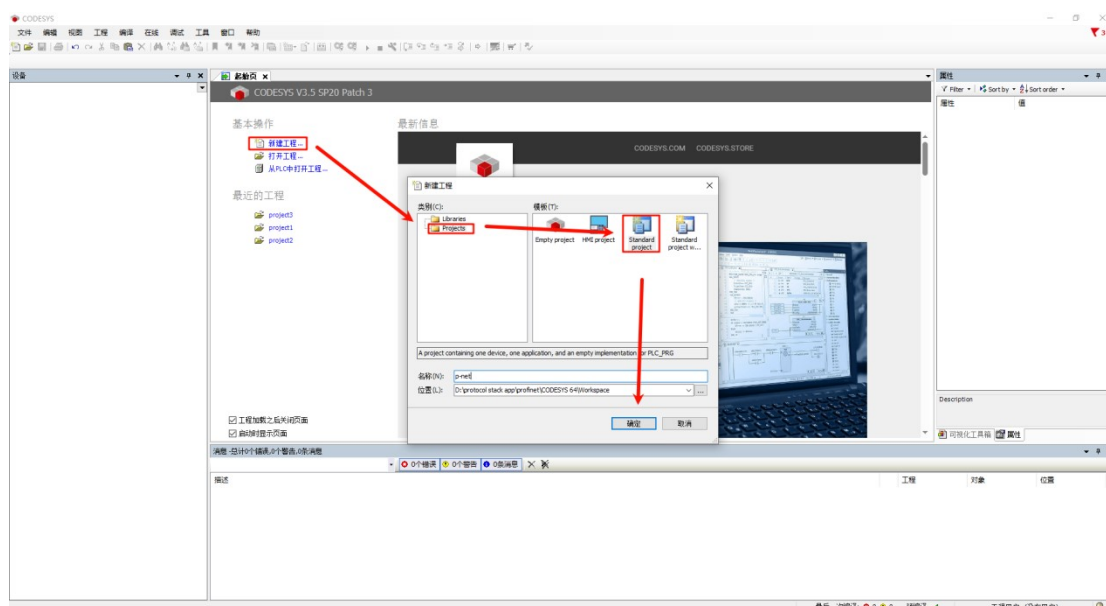 CODESYS
文件 编辑 视图 工程 编译 在线 调试 工具 窗口 帮助
3
设备
起始页
CODESYS V3.5 SP20 Patch 3
基本操作
新建工程...
打开工程...
从PLC中打开工程...
最近的工程
project3
project1
project2
工程加载之后关闭页面
启动时显示页面
最新信息
CODESYS.COM CODESYS.STORE
新建工程
类别(C):
模板(T):
Libraries
Projects
Empty project
HMI project
Standard project
Standard project w...
A project containing one device, one application, and an empty implementation for PLC_PRG
名称(N): p-net
位置(L): D:\protocol stack app\profinet\CODESYS 64\Workspace
...
确定 取消
属性
Filter Sort by Sort order
属性 值
Description
可视化工具箱 属性
消息 -总计0个错误,0个警告,0条消息
0个错误 0个警告 0条消息
描述 工程 对象 位置